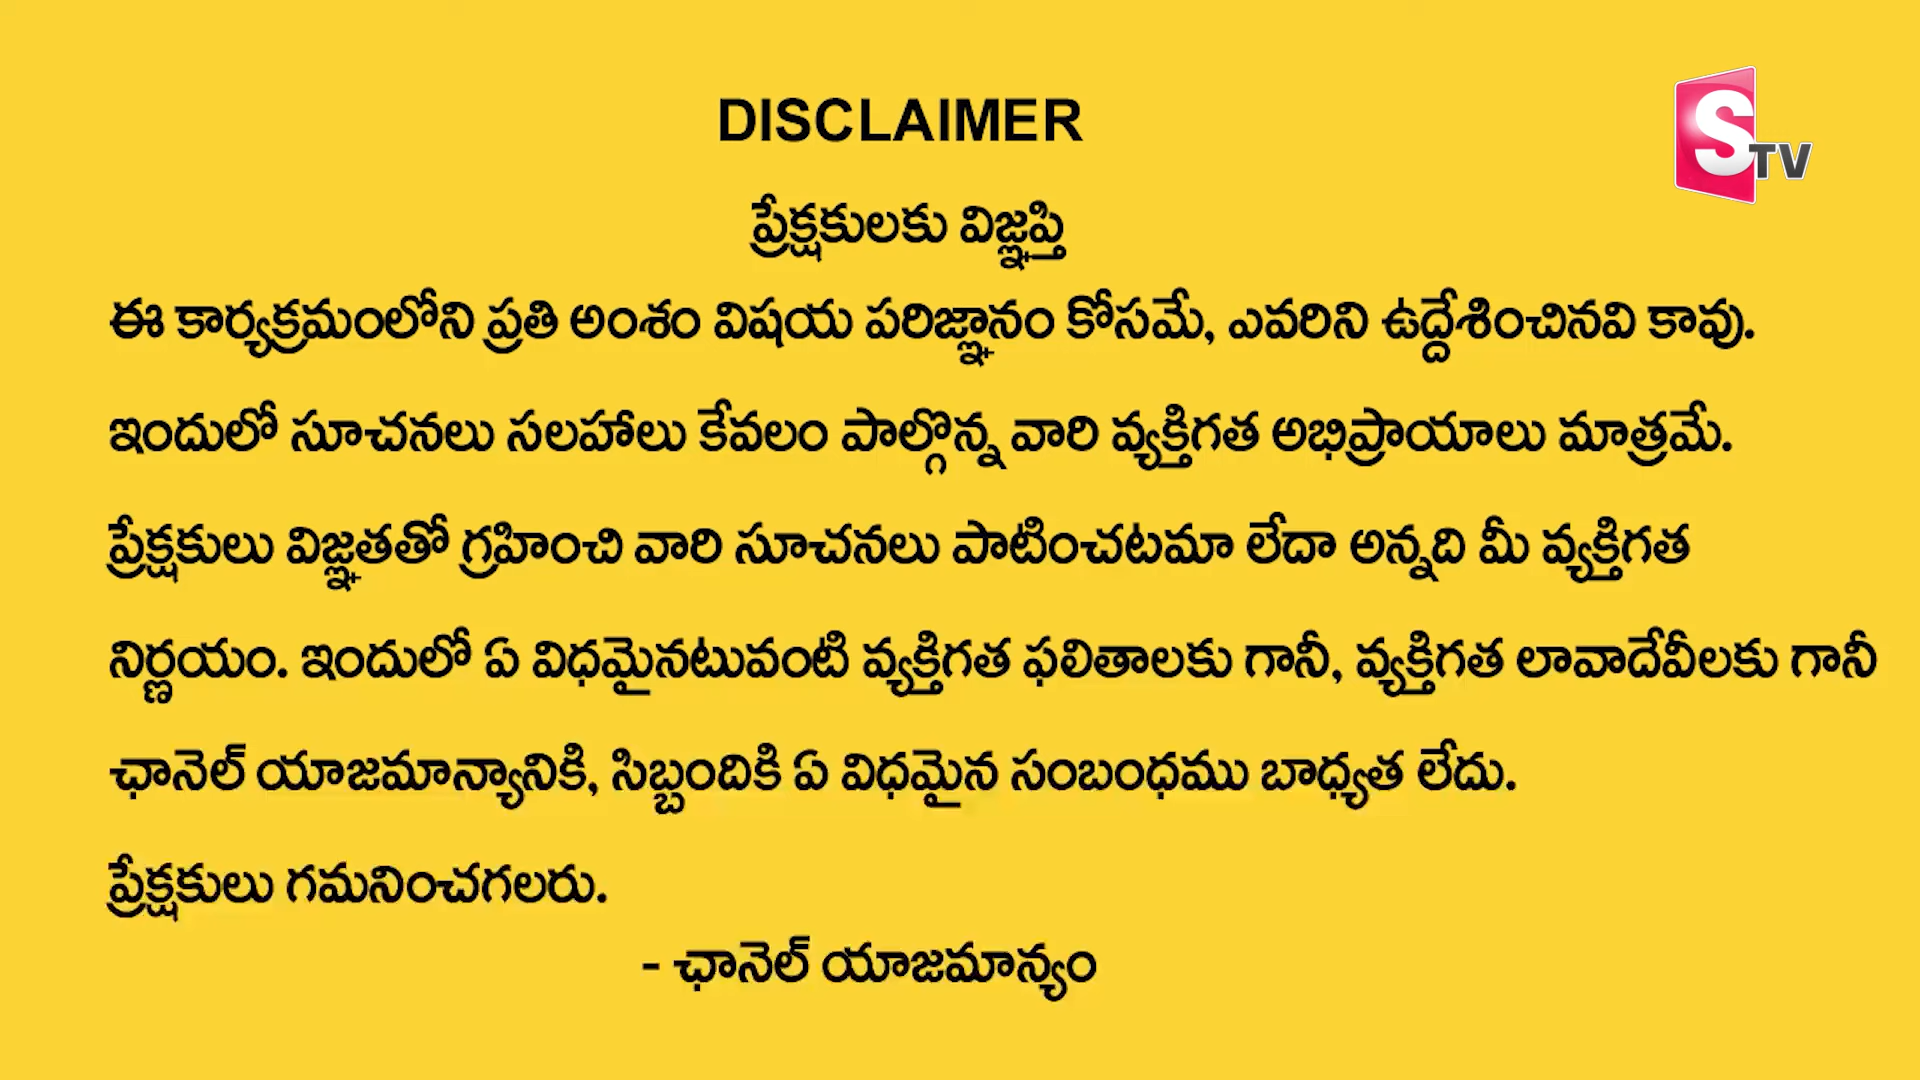 DISCLAIMER
S TV
ప్రేక్షకులకు విజ్ఞప్తి
ఈ కార్యక్రమంలోని ప్రతి అంశం విషయ పరిజ్ఞానం కోసమే, ఎవరిని ఉద్దేశించినవి కావు.
ఇందులో సూచనలు సలహాలు కేవలం పాల్గొన్న వారి వ్యక్తిగత అభిప్రాయాలు మాత్రమే.
ప్రేక్షకులు విజ్ఞతతో గ్రహించి వారి సూచనలు పాటించటమా లేదా అన్నది మీ వ్యక్తిగత
నిర్ణయం. ఇందులో ఏ విధమైనటువంటి వ్యక్తిగత ఫలితాలకు గానీ, వ్యక్తిగత లావాదేవీలకు గానీ
ఛానెల్ యాజమాన్యానికి, సిబ్బందికి ఏ విధమైన సంబంధము బాధ్యత లేదు.
ప్రేక్షకులు గమనించగలరు.
- ఛానెల్ యాజమాన్యం